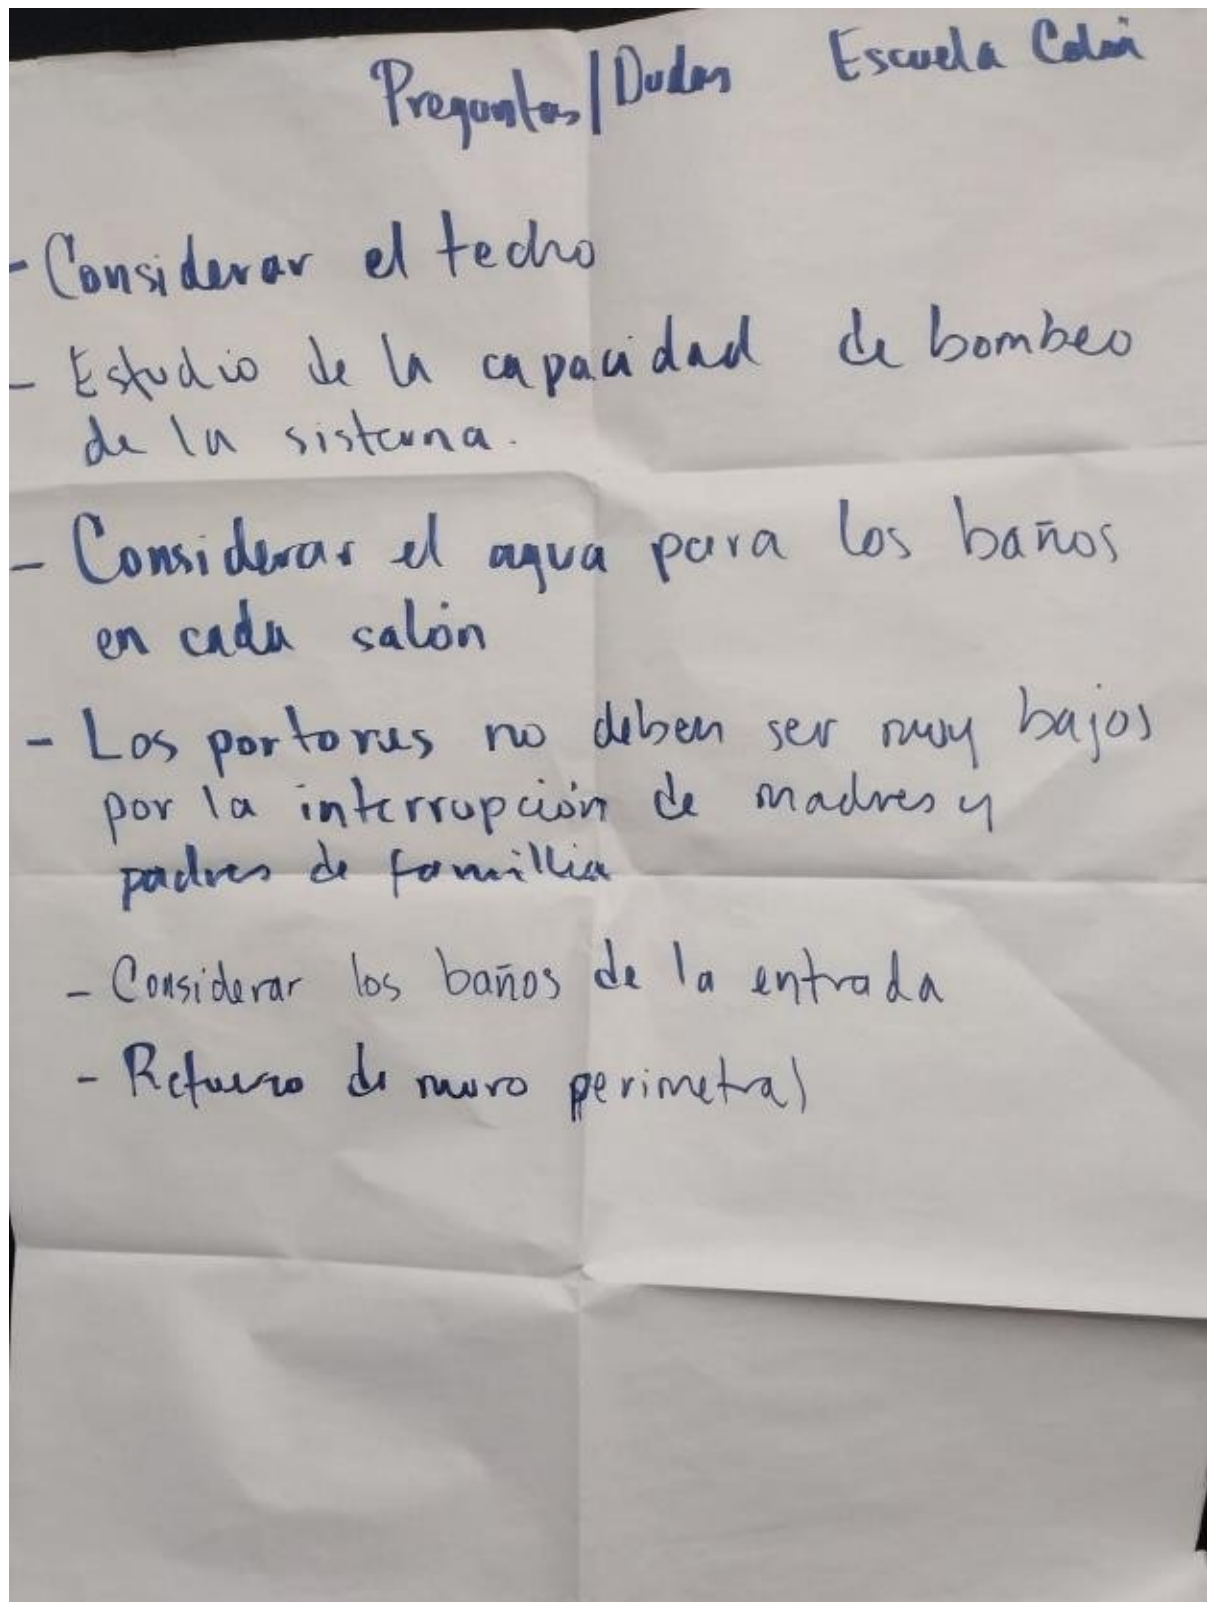 Preguntas/Dudas Escuela Colón
- Considerar el techo
- Estudio de la capacidad de bombeo
de la sisterna.
- Considerar el agua para los baños
en cada salón
- Los portones no deben ser muy bajos
por la interrupción de madres y
padres de famillia
- Considerar los baños de la entrada
- Refuerzo de muro perimetral